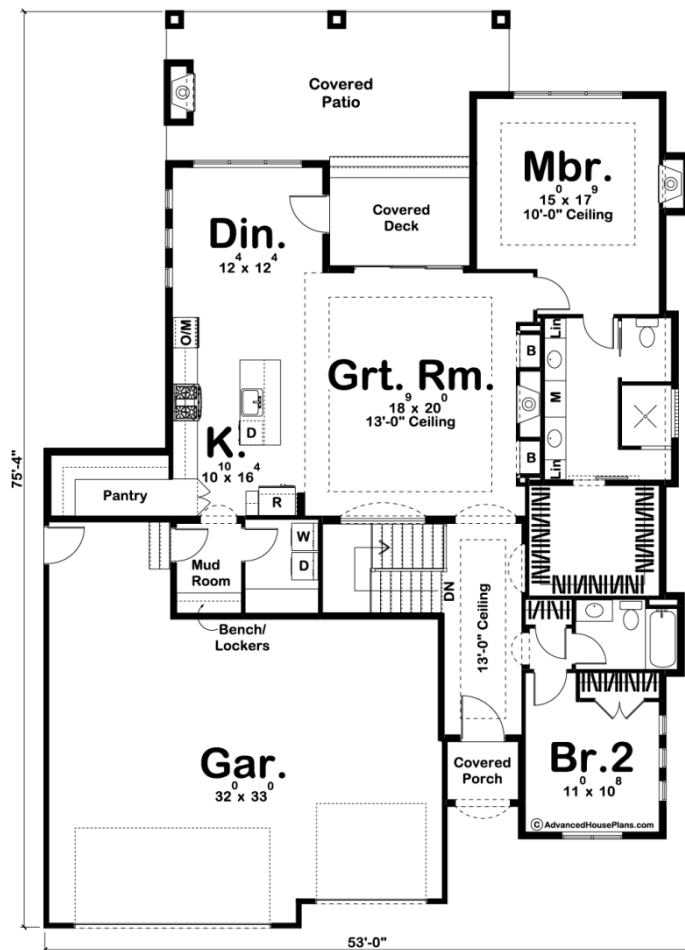 Covered
Patio
Mbr.
15⁰ x 17⁹
10'-0" Ceiling
Covered
Deck
Din.
12⁴ x 12⁴
O/M
Lin
B
Grt. Rm.
18⁹ x 20⁰
13'-0" Ceiling
M
D
K.
10¹⁰ x 16⁴
B
Lin
75'-4"
Pantry
R
W
D
Mud
Room
DN
13'-0" Ceiling
Bench/
Lockers
Gar.
32⁰ x 33⁰
Covered
Porch
Br.2
11⁰ x 10⁸
© AdvancedHousePlans.com
53'-0"